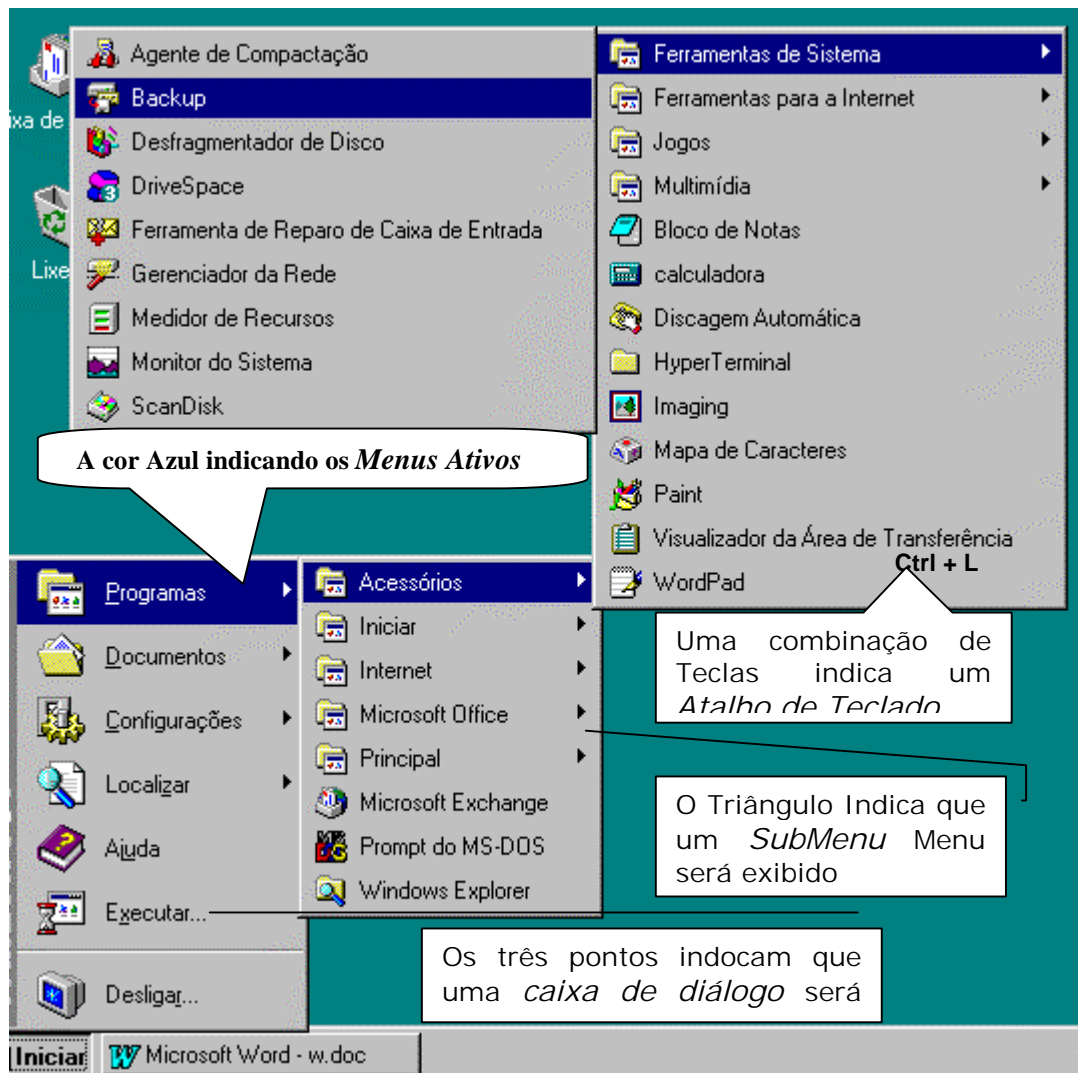 Agente de Compactação
Backup
Desfragmentador de Disco
DriveSpace
Ferramenta de Reparo de Caixa de Entrada
Gerenciador da Rede
Medidor de Recursos
Monitor do Sistema
ScanDisk
ixa de
Lixe
Ferramentas de Sistema
Ferramentas para a Internet
Jogos
Multimídia
Bloco de Notas
calculadora
Discagem Automática
HyperTerminal
Imaging
Mapa de Caracteres
Paint
Visualizador da Área de Transferência
Ctrl + L
WordPad
A cor Azul indicando os Menus Ativos
Programas
Documentos
Configurações
Localizar
Ajuda
Executar...
Desligar...
Acessórios
Iniciar
Internet
Microsoft Office
Principal
Microsoft Exchange
Prompt do MS-DOS
Windows Explorer
Uma combinação de
Teclas indica um
Atalho de Teclado
O Triângulo Indica que
um SubMenu Menu
será exibido
Os três pontos indocam que
uma caixa de diálogo será
Iniciar
Microsoft Word - w.doc